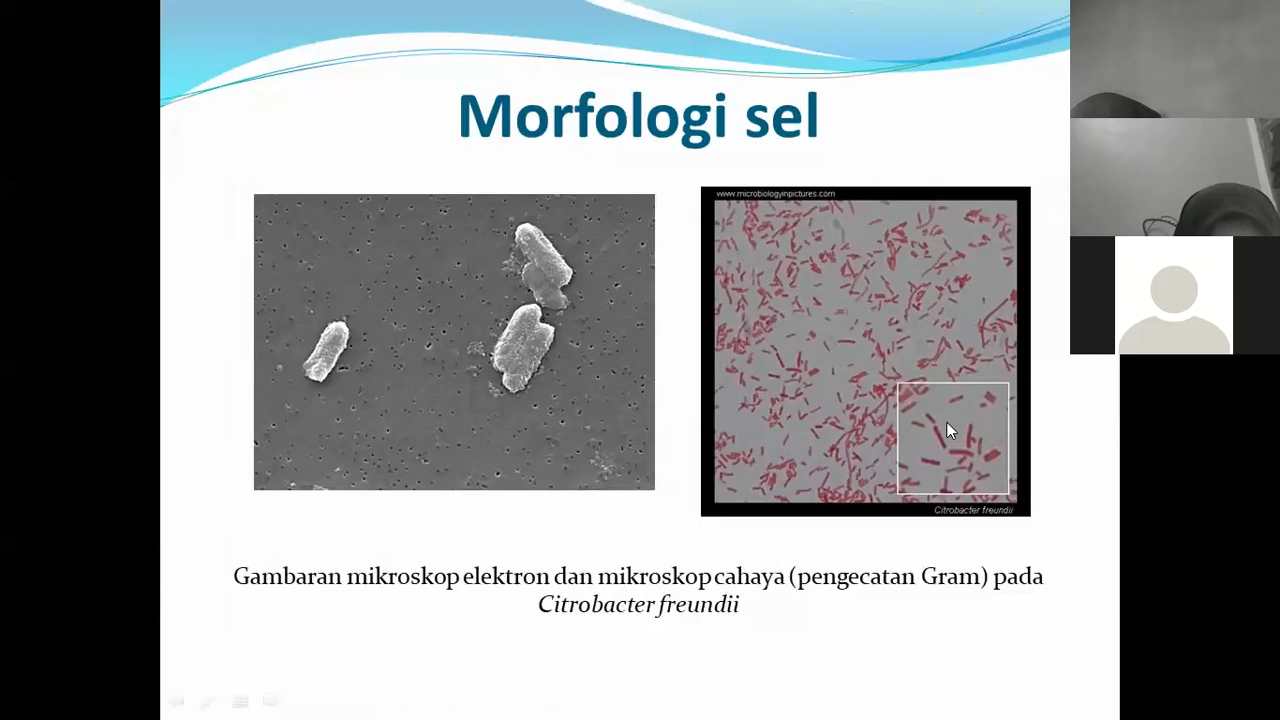 Morfologi sel
www.microbiologyinpictures.com
Citrobacter freundii
Gambaran mikroskop elektron dan mikroskop cahaya (pengecatan Gram) pada
Citrobacter freundii